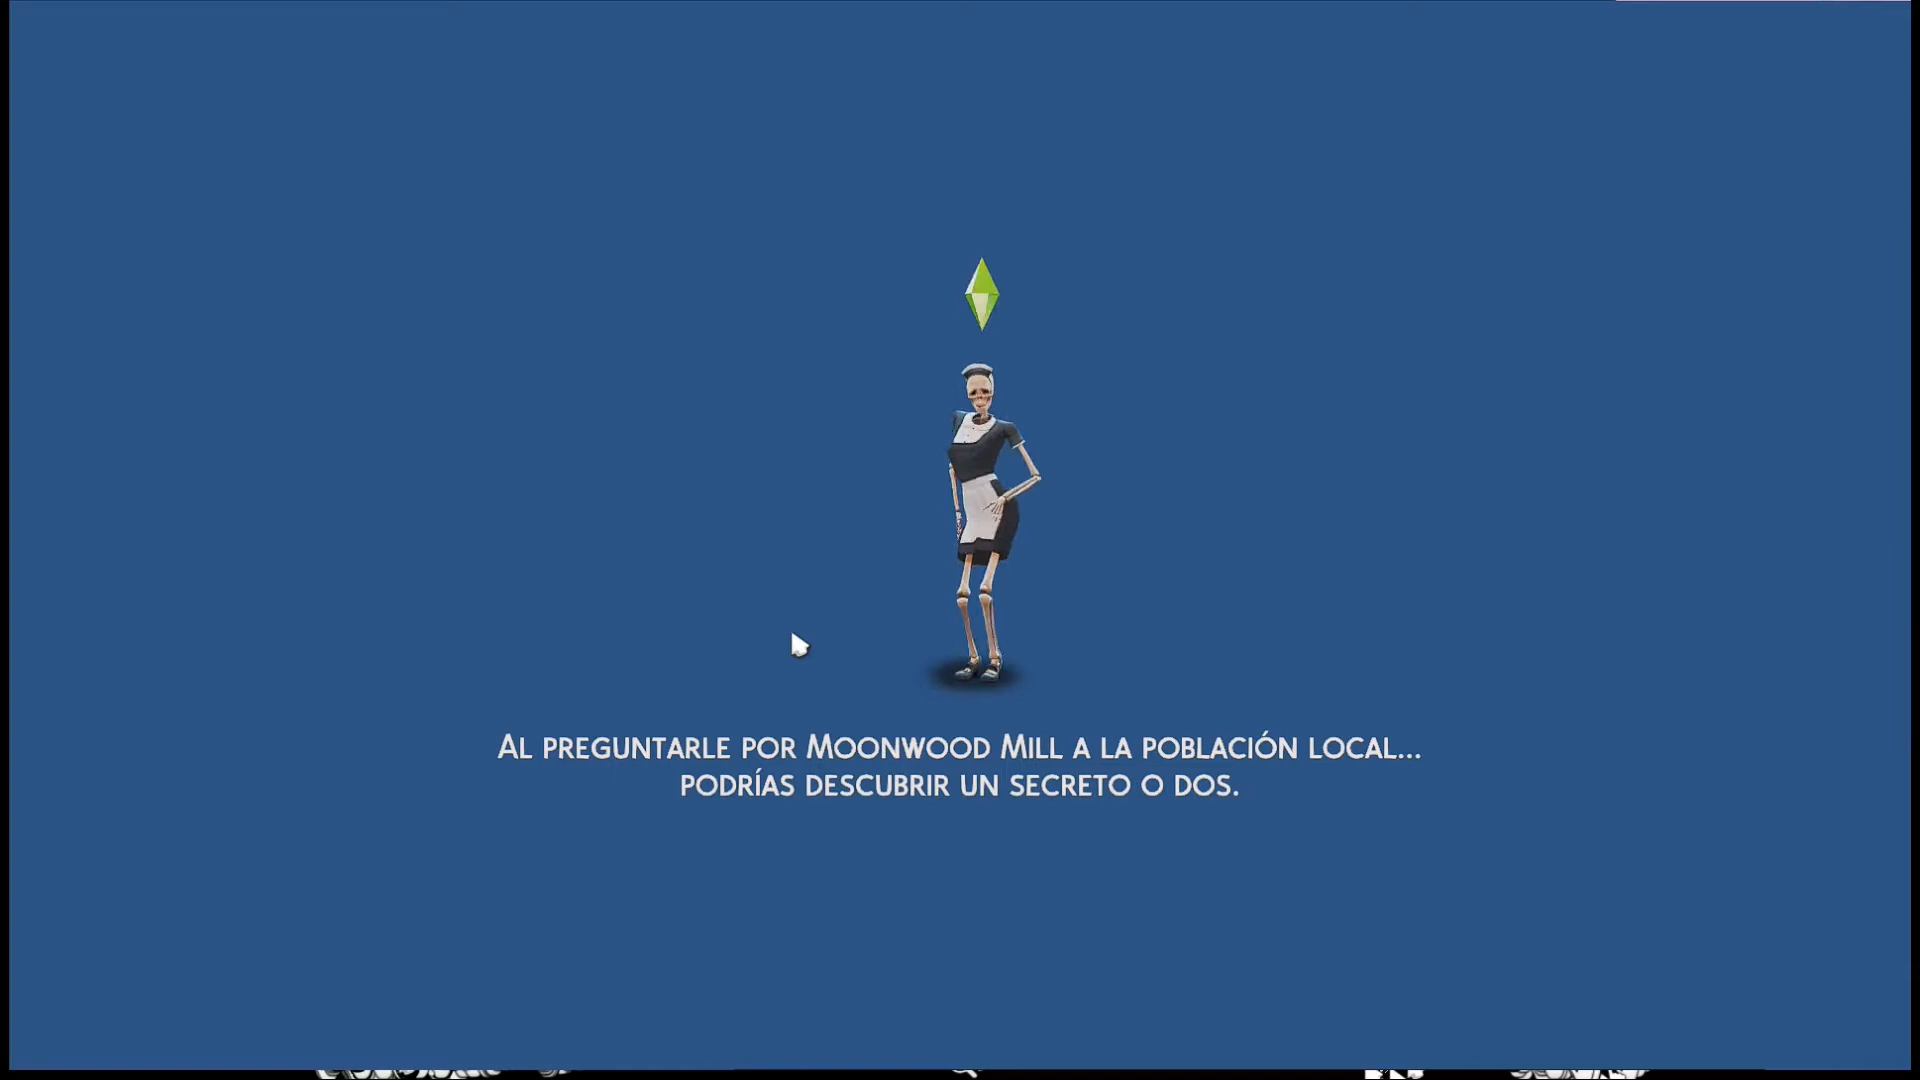 Al preguntarle por Moonwood Mill a la población local...
podrías descubrir un secreto o dos.